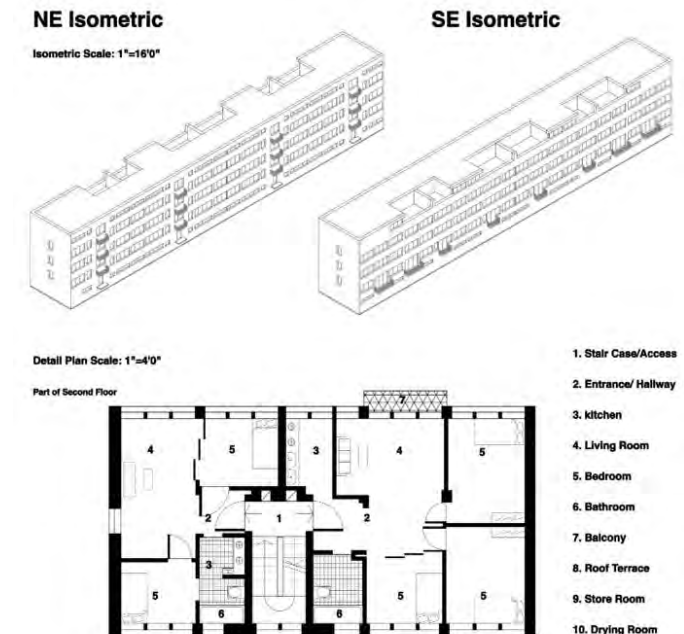 NE Isometric
SE Isometric
Isometric Scale: 1"=16'0"
Detail Plan Scale: 1"=4'0"
Part of Second Floor
1. Stair Case/Access
2. Entrance/ Hallway
3. kitchen
4. Living Room
5. Bedroom
6. Bathroom
7. Balcony
8. Roof Terrace
9. Store Room
10. Drying Room
7
4
5
3
4
5
2
1
2
3
5
5
5
6
6